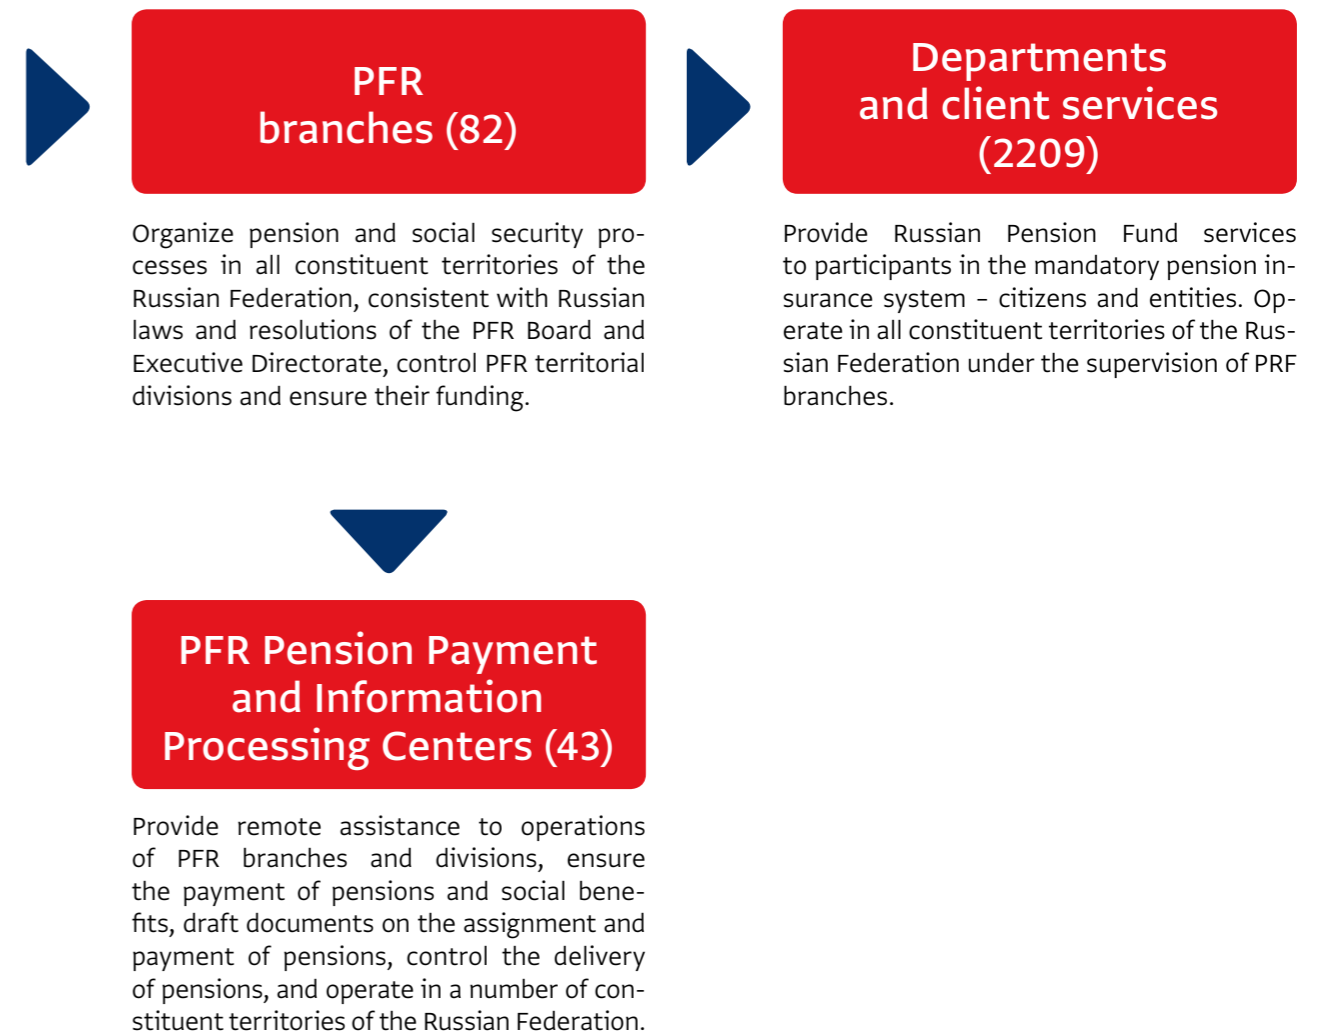 PFR
branches (82)
Organize pension and social security pro-
cesses in all constituent territories of the
Russian Federation, consistent with Russian
laws and resolutions of the PFR Board and
Executive Directorate, control PFR territorial
divisions and ensure their funding.
Departments
and client services
(2209)
Provide Russian Pension Fund services
to participants in the mandatory pension in-
surance system – citizens and entities. Op-
erate in all constituent territories of the Rus-
sian Federation under the supervision of PRF
branches.
PFR Pension Payment
and Information
Processing Centers (43)
Provide remote assistance to operations
of PFR branches and divisions, ensure
the payment of pensions and social bene-
fits, draft documents on the assignment and
payment of pensions, control the delivery
of pensions, and operate in a number of con-
stituent territories of the Russian Federation.